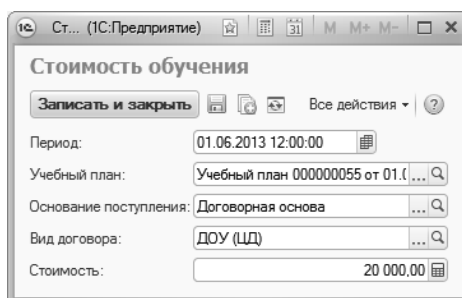 Ст... (1С:Предприятие) 31 M M+ M-
Стоимость обучения
Записать и закрыть Все действия ?
Период: 01.06.2013 12:00:00
Учебный план: Учебный план 000000055 от 01.( ...
Основание поступления: Договорная основа ...
Вид договора: ДОУ (ЦД) ...
Стоимость: 20 000,00